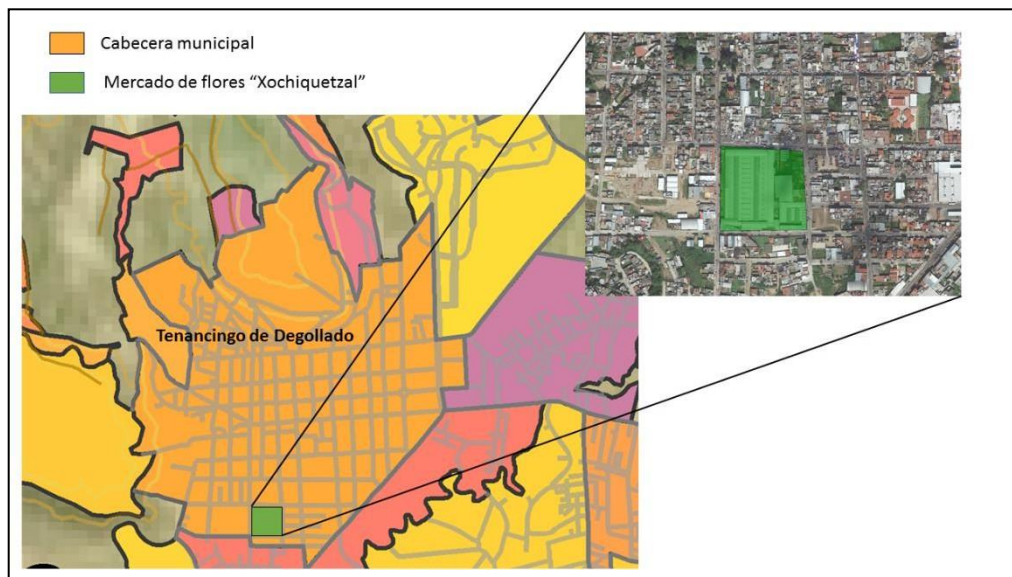 Cabecera municipal
Mercado de flores “Xochiquetzal”
Tenancingo de Degollado